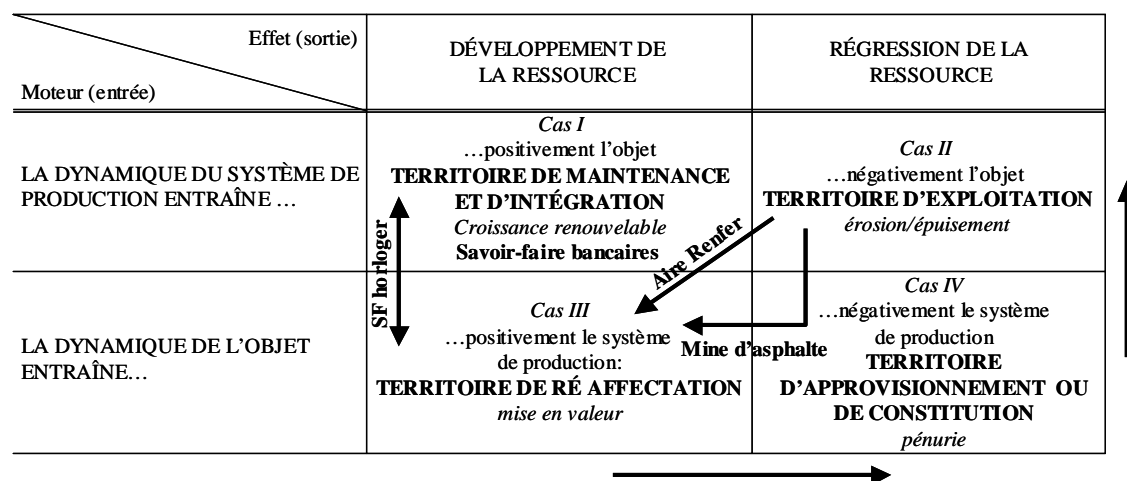 Effet (sortie)
Moteur (entrée)
DÉVELOPPEMENT DE
LA RESSOURCE
RÉGRESSION DE LA
RESSOURCE
LA DYNAMIQUE DU SYSTÈME DE
PRODUCTION ENTRAÎNE ...
Cas I
…positivement l’objet
TERRITOIRE DE MAINTENANCE
ET D’INTÉGRATION
Croissance renouvelable
Savoir-faire bancaires
Cas II
…négativement l’objet
TERRITOIRE D’EXPLOITATION
érosion/épuisement
SF horloger
Aire Renfer
LA DYNAMIQUE DE L’OBJET
ENTRAÎNE…
Cas III
…positivement le système
de production:
TERRITOIRE DE RÉ AFFECTATION
mise en valeur
Mine d’asphalte
Cas IV
…négativement le système
de production
TERRITOIRE
D’APPROVISIONNEMENT OU
DE CONSTITUTION
pénurie